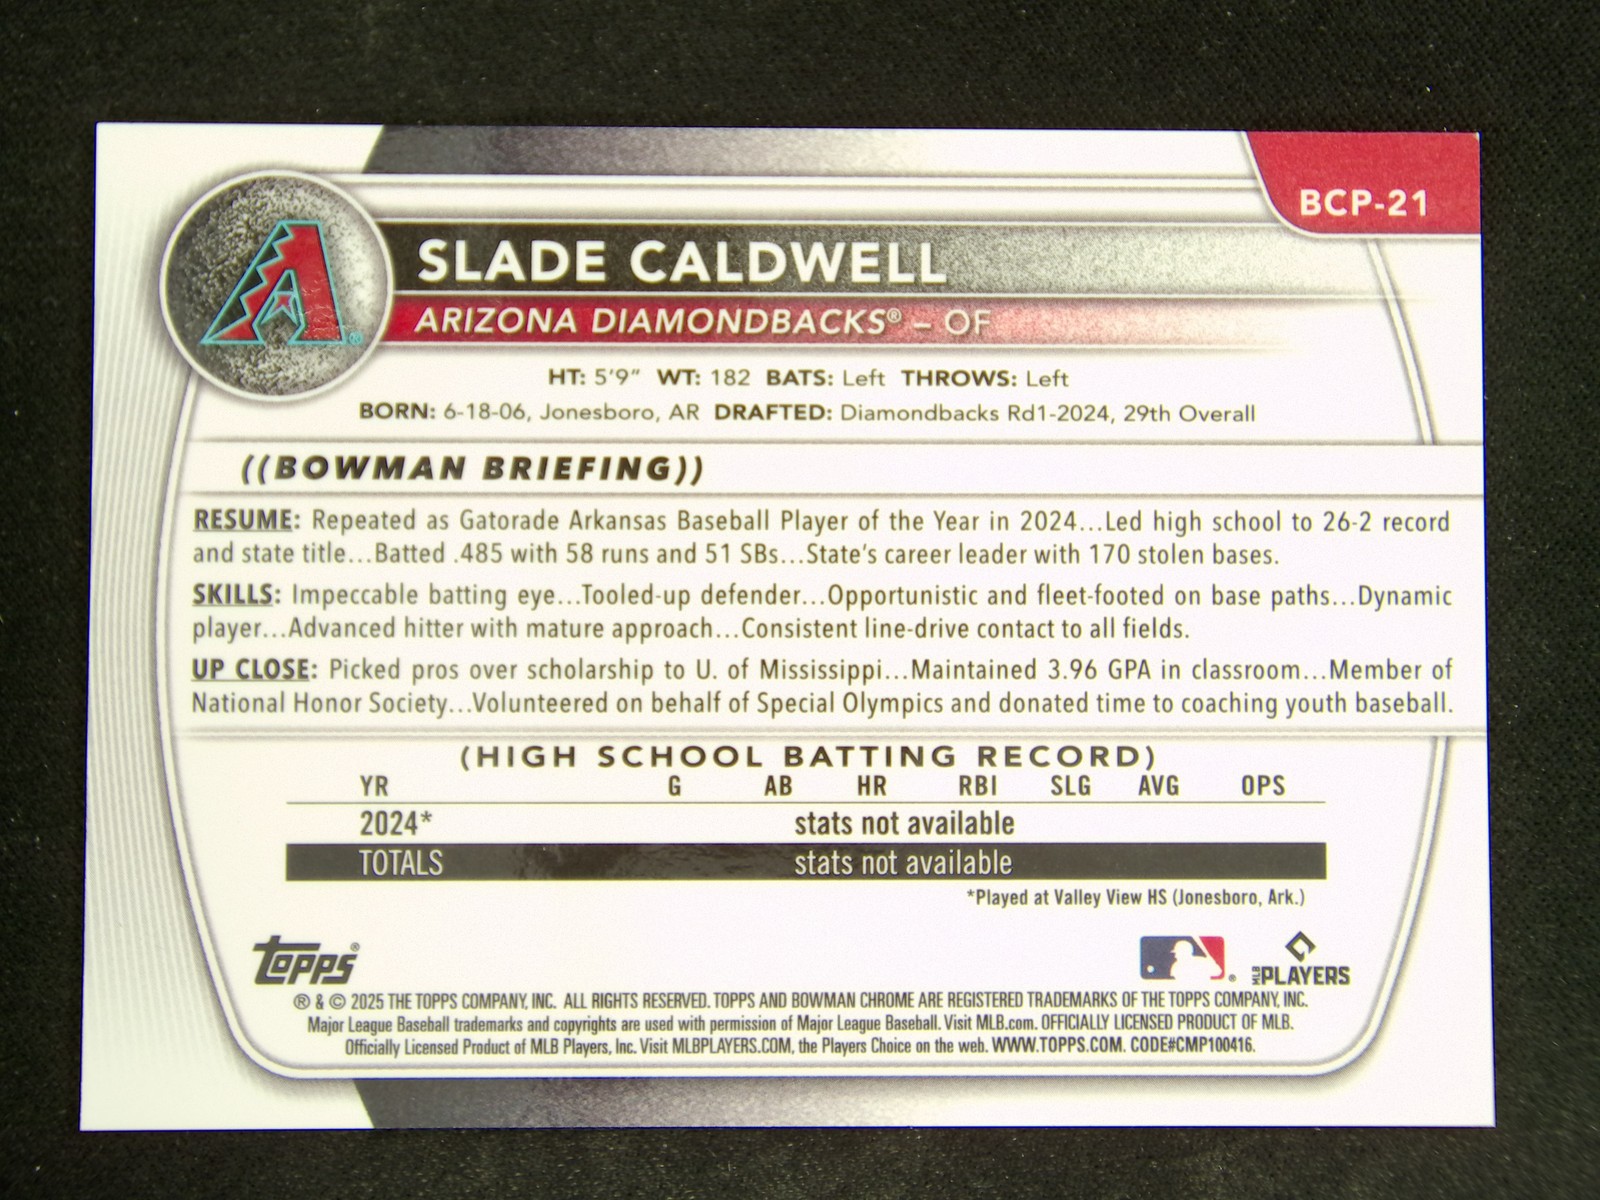 BCP-21
SLADE CALDWELL
ARIZONA DIAMONDBACKS® – OF
HT: 5'9" WT: 182 BATS: Left THROWS: Left
BORN: 6-18-06, Jonesboro, AR DRAFTED: Diamondbacks Rd1-2024, 29th Overall
((BOWMAN BRIEFING))
RESUME: Repeated as Gatorade Arkansas Baseball Player of the Year in 2024...Led high school to 26-2 record
and state title...Batted .485 with 58 runs and 51 SBs...State's career leader with 170 stolen bases.
SKILLS: Impeccable batting eye...Tooled-up defender...Opportunistic and fleet-footed on base paths...Dynamic
player...Advanced hitter with mature approach...Consistent line-drive contact to all fields.
UP CLOSE: Picked pros over scholarship to U. of Mississippi...Maintained 3.96 GPA in classroom...Member of
National Honor Society...Volunteered on behalf of Special Olympics and donated time to coaching youth baseball.
(HIGH SCHOOL BATTING RECORD)
YR G AB HR RBI SLG AVG OPS
2024* stats not available
TOTALS stats not available
*Played at Valley View HS (Jonesboro, Ark.)
Topps® MLB PLAYERS
® & © 2025 THE TOPPS COMPANY, INC. ALL RIGHTS RESERVED. TOPPS AND BOWMAN CHROME ARE REGISTERED TRADEMARKS OF THE TOPPS COMPANY, INC.
Major League Baseball trademarks and copyrights are used with permission of Major League Baseball. Visit MLB.com. OFFICIALLY LICENSED PRODUCT OF MLB.
Officially Licensed Product of MLB Players, Inc. Visit MLBPLAYERS.COM, the Players Choice on the web. WWW.TOPPS.COM. CODE#CMP100416.